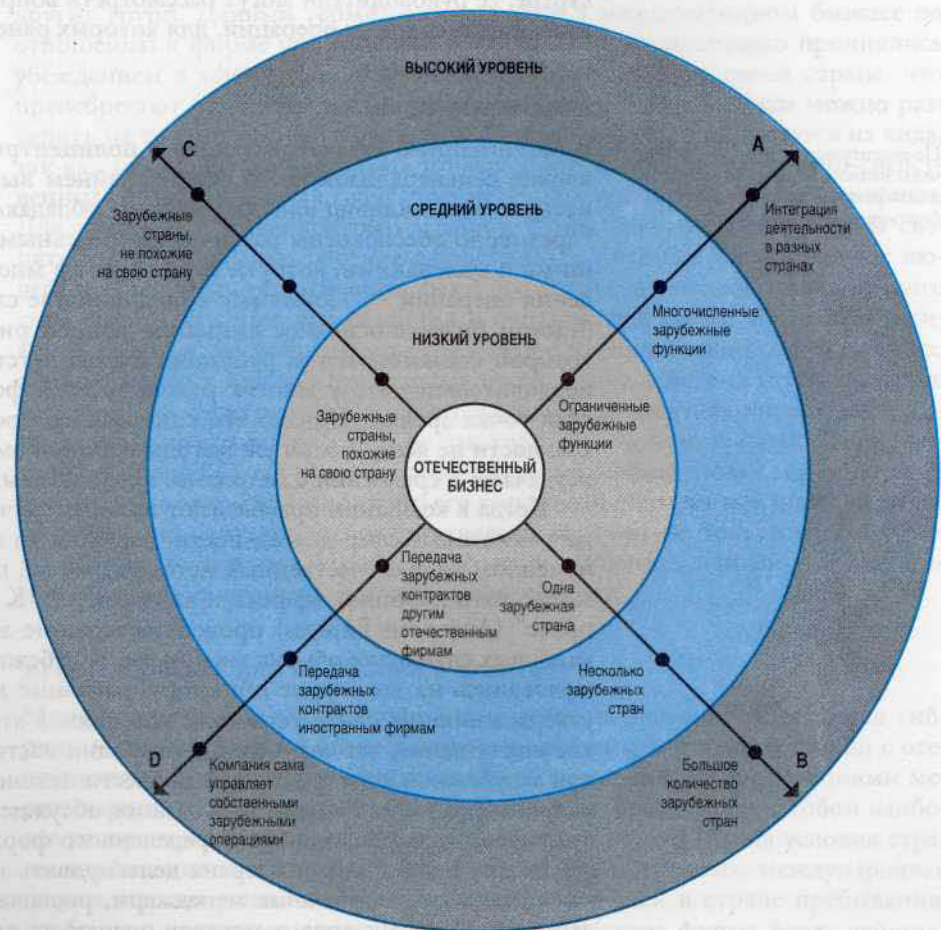 ВЫСОКИЙ УРОВЕНЬ
C
A
Зарубежные
страны,
не похожие
на свою страну
СРЕДНИЙ УРОВЕНЬ
Интеграция
деятельности
в разных
странах
Многочисленные
зарубежные
функции
НИЗКИЙ УРОВЕНЬ
Зарубежные
страны,
похожие
на свою страну
Ограниченные
зарубежные
функции
ОТЕЧЕСТВЕННЫЙ
БИЗНЕС
Передача
зарубежных
контрактов
другим
отечественным
фирмам
Одна
зарубежная
страна
Передача
зарубежных
контрактов
иностранным фирмам
Несколько
зарубежных
стран
D
Компания сама
управляет
собственными
зарубежными
операциями
Большое
количество
зарубежных
стран
B